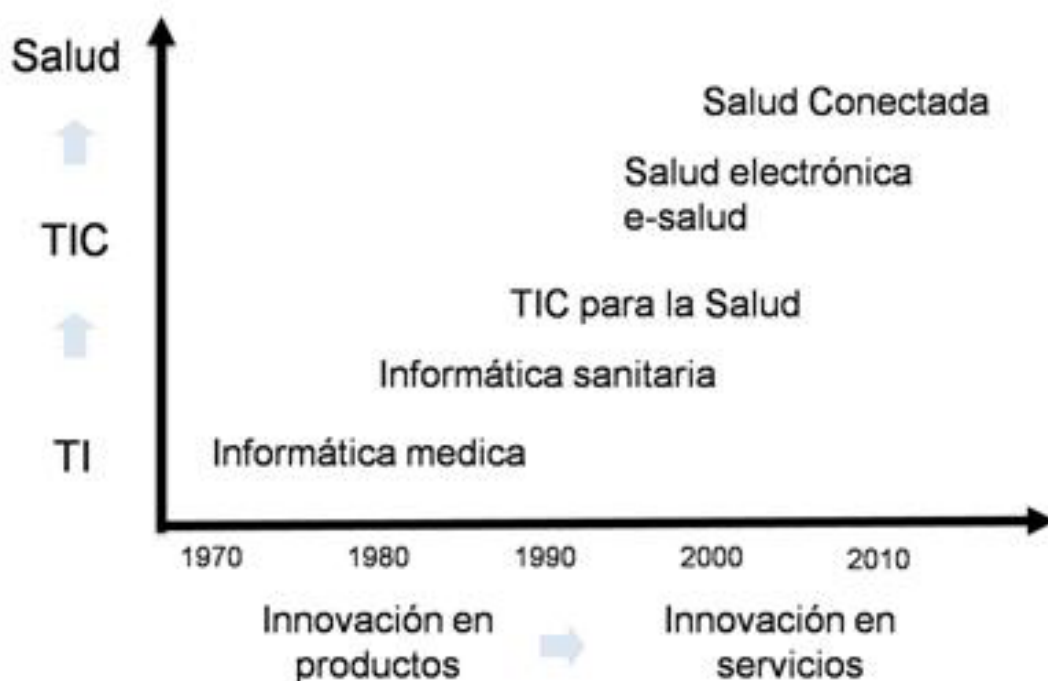 Salud
Salud Conectada
Salud electrónica
e-salud
TIC
TIC para la Salud
Informática sanitaria
TI
Informática medica
1970
1980
1990
2000
2010
Innovación en
productos
Innovación en
servicios